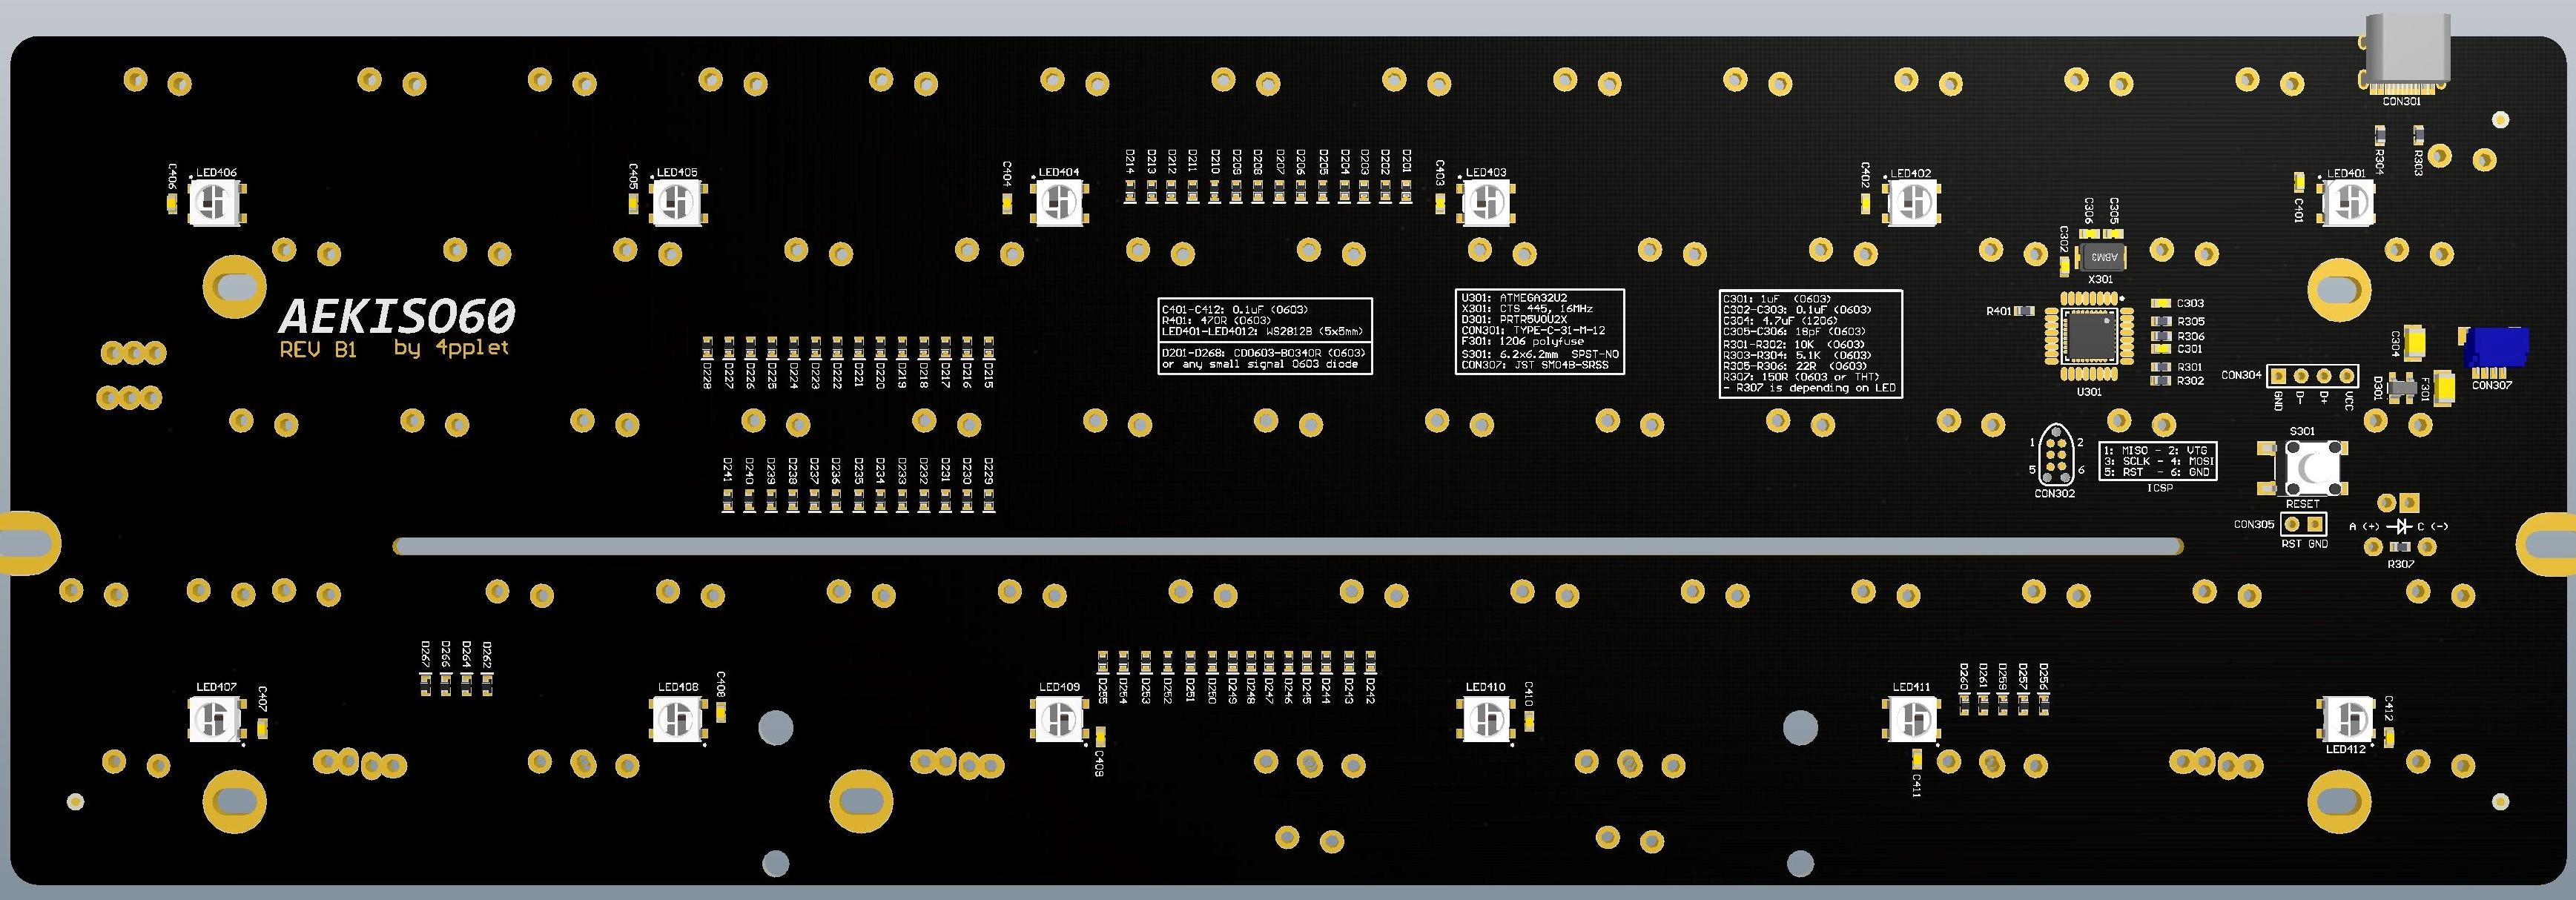 CON301
R304
R303
C406
LED406
C405
LED405
C404
LED404
D214
D213
D212
D211
D210
D209
D208
D207
D206
D205
D204
D203
D202
D201
C403
LED403
C402
LED402
C401
LED401
C306
C305
C302
ABM3
X301
AEKISO60
REV B1 by 4pplet
C401-C412: 0.1uF (0603)
R401: 470R (0603)
LED401-LED4012: WS2812B (5x5mm)
D201-D268: CD0603-B0340R (0603)
or any small signal 0603 diode
U301: ATMEGA32U2
X301: CTS 445, 16MHz
D301: PRTR5V0U2X
CON301: TYPE-C-31-M-12
F301: 1206 polyfuse
S301: 6.2x6.2mm SPST-NO
CON307: JST SM04B-SRSS
C301: 1uF (0603)
C302-C303: 0.1uF (0603)
C304: 4.7uF (1206)
C305-C306: 18pF (0603)
R301-R302: 10K (0603)
R303-R304: 5.1K (0603)
R305-R306: 22R (0603)
R307: 150R (0603 or THT)
- R307 is depending on LED
R401
C303
R305
R306
C301
R301
R302
U301
C304
CON307
CON304
GND
D-
D+
VCC
D301
F301
D228
D227
D226
D225
D224
D223
D222
D221
D220
D219
D218
D217
D216
D215
D241
D240
D239
D238
D237
D236
D235
D234
D233
D232
D231
D230
D229
1 2
5 6
CON302
1: MISO - 2: VTG
3: SCLK - 4: MOSI
5: RST - 6: GND
ICSP
S301
RESET
CON305
RST GND
A (+) C (-)
R307
D267
D266
D264
D262
D255
D254
D253
D252
D251
D250
D249
D248
D247
D246
D245
D244
D243
D242
D260
D261
D259
D257
D256
LED407
C407
LED408
C408
LED409
C409
LED410
C410
LED411
C411
LED412
C412